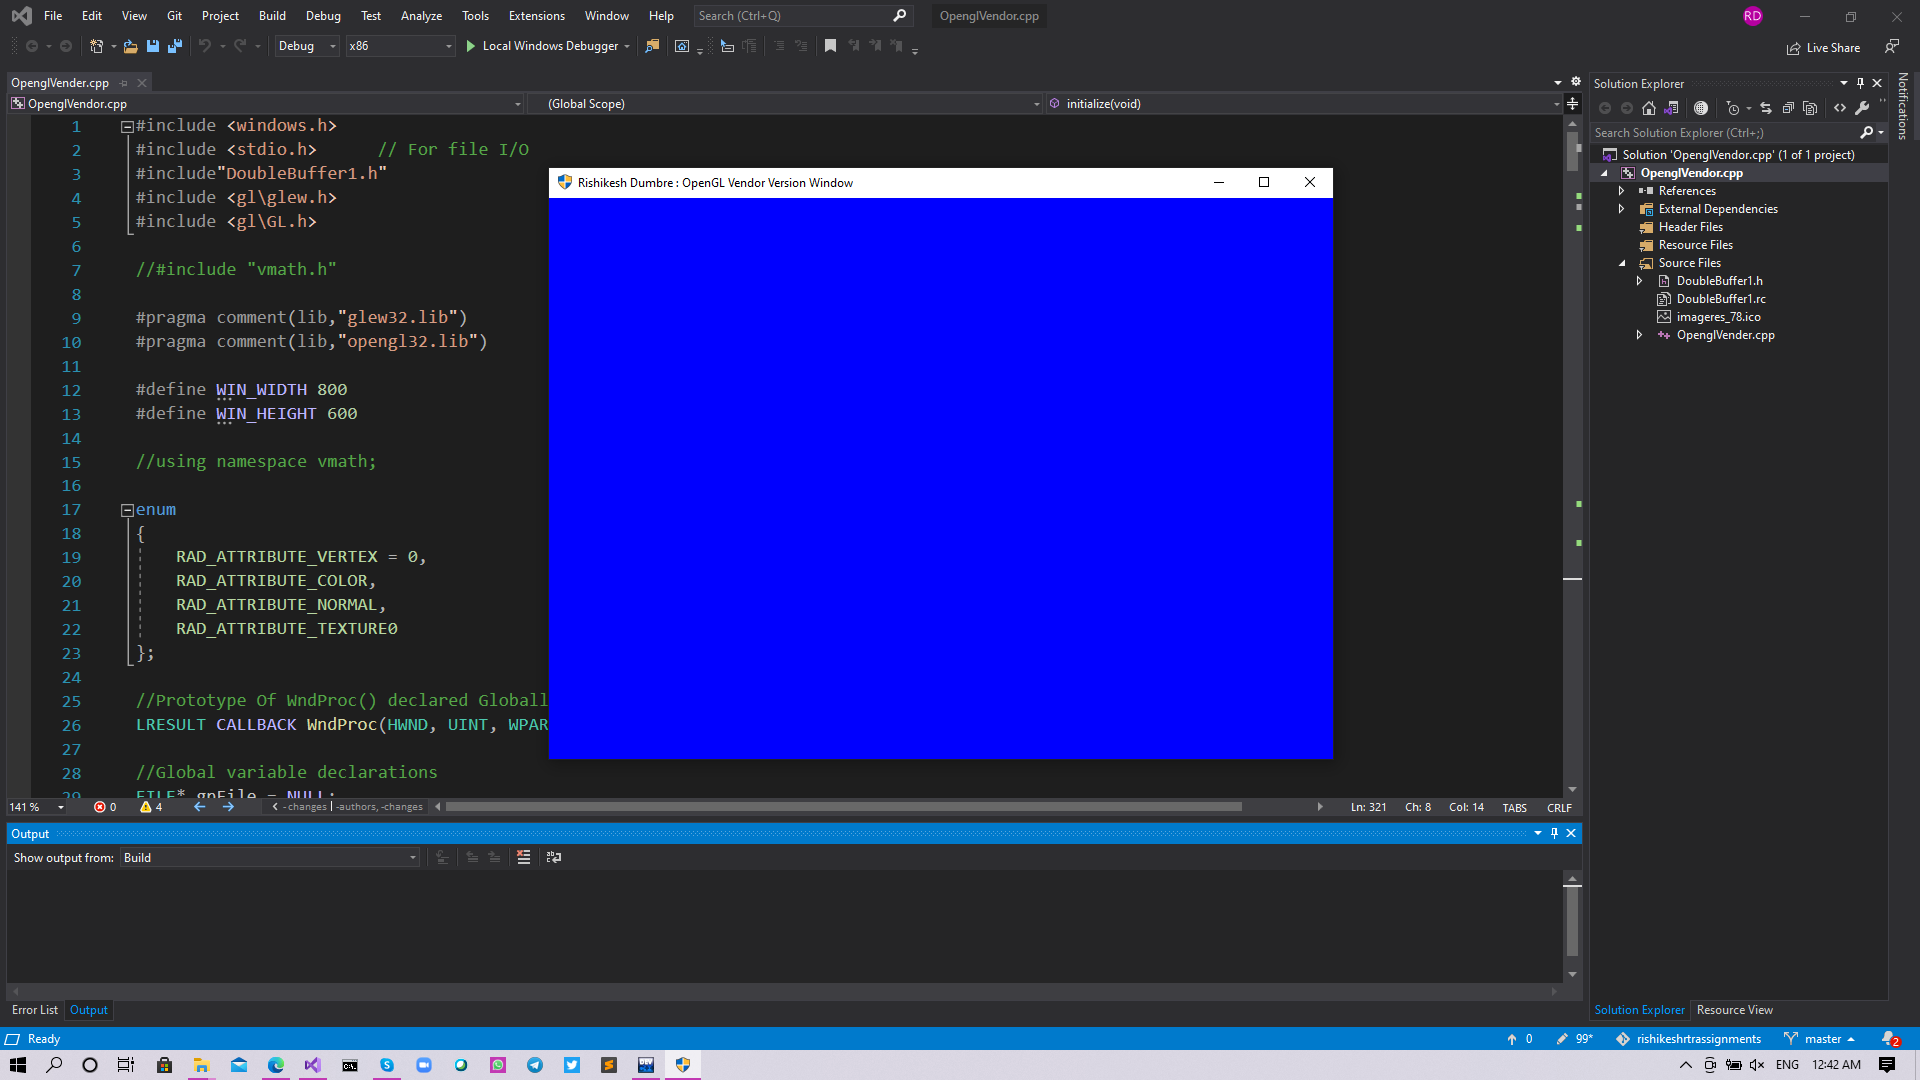 File Edit View Git Project Build Debug Test Analyze Tools Extensions Window Help Search (Ctrl+Q) OpenglVendor.cpp RD
Debug x86 Local Windows Debugger Live Share
OpenglVender.cpp
OpenglVendor.cpp (Global Scope) initialize(void)
1 #include <windows.h>
2 #include <stdio.h> // For file I/O
3 #include"DoubleBuffer1.h"
4 #include <gl\glew.h>
5 #include <gl\GL.h>
6
7 //#include "vmath.h"
8
9 #pragma comment(lib,"glew32.lib")
10 #pragma comment(lib,"opengl32.lib")
11
12 #define WIN_WIDTH 800
13 #define WIN_HEIGHT 600
14
15 //using namespace vmath;
16
17 enum
18 {
19 RAD_ATTRIBUTE_VERTEX = 0,
20 RAD_ATTRIBUTE_COLOR,
21 RAD_ATTRIBUTE_NORMAL,
22 RAD_ATTRIBUTE_TEXTURE0
23 };
24
25 //Prototype Of WndProc() declared Globall
26 LRESULT CALLBACK WndProc(HWND, UINT, WPAR
27
28 //Global variable declarations
29 FILE* gpFile = NULL;
Rishikesh Dumbre : OpenGL Vendor Version Window
141 % 0 4 - changes | -authors, -changes Ln: 321 Ch: 8 Col: 14 TABS CRLF
Output
Show output from: Build
Error List Output
Solution Explorer
Search Solution Explorer (Ctrl+;)
Solution 'OpenglVendor.cpp' (1 of 1 project)
OpenglVendor.cpp
References
External Dependencies
Header Files
Resource Files
Source Files
DoubleBuffer1.h
DoubleBuffer1.rc
imageres_78.ico
OpenglVender.cpp
Solution Explorer Resource View
Notifications
Ready 0 99* rishikeshrtrassignments master 2
ENG 12:42 AM